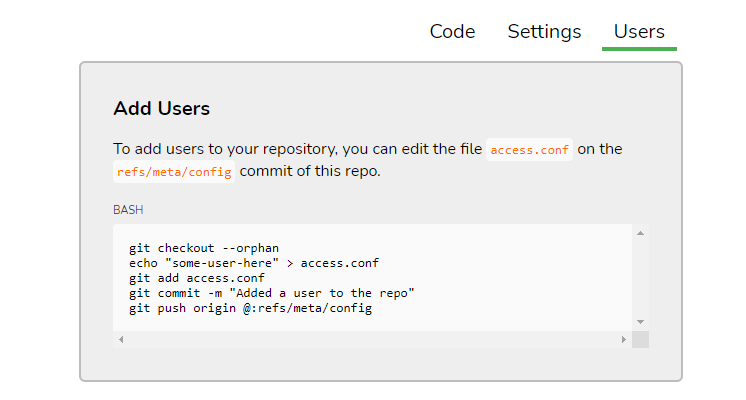 Code Settings Users
Add Users
To add users to your repository, you can edit the file access.conf on the
refs/meta/config commit of this repo.
BASH
git checkout --orphan
echo "some-user-here" > access.conf
git add access.conf
git commit -m "Added a user to the repo"
git push origin @:refs/meta/config